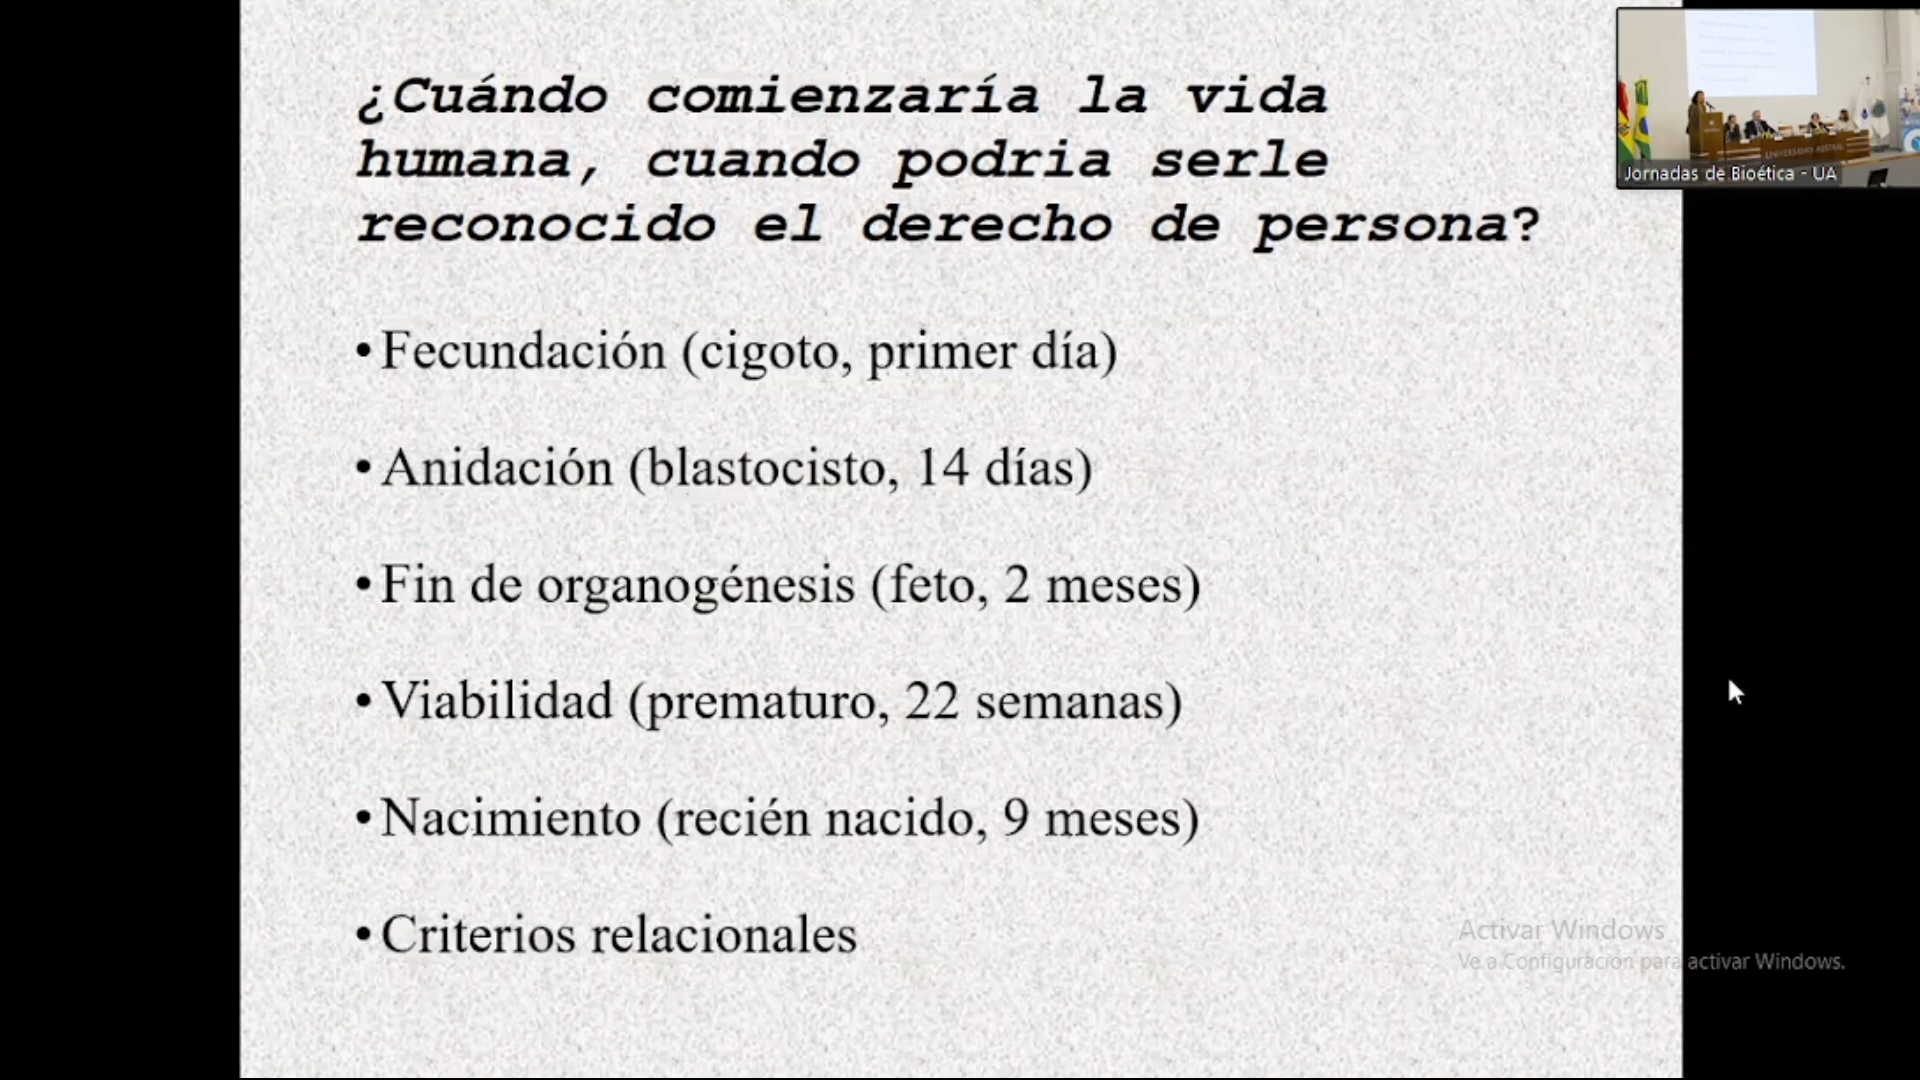 ¿Cuándo comienzaría la vida
humana, cuando podria serle
reconocido el derecho de persona?
•Fecundación (cigoto, primer día)
•Anidación (blastocisto, 14 días)
•Fin de organogénesis (feto, 2 meses)
•Viabilidad (prematuro, 22 semanas)
•Nacimiento (recién nacido, 9 meses)
•Criterios relacionales
UNIVERSIDAD AUSTRAL
Jornadas de Bioética - UA
Activar Windows
Ve a Configuración para activar Windows.